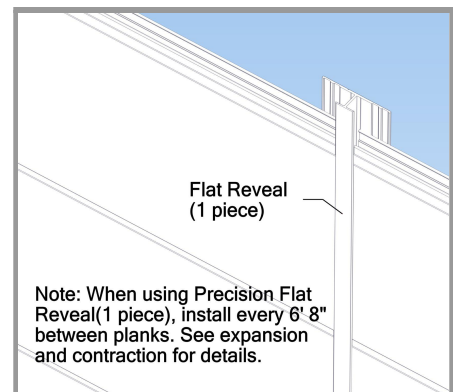 Flat Reveal
(1 piece)
Note: When using Precision Flat
Reveal(1 piece), install every 6' 8"
between planks. See expansion
and contraction for details.